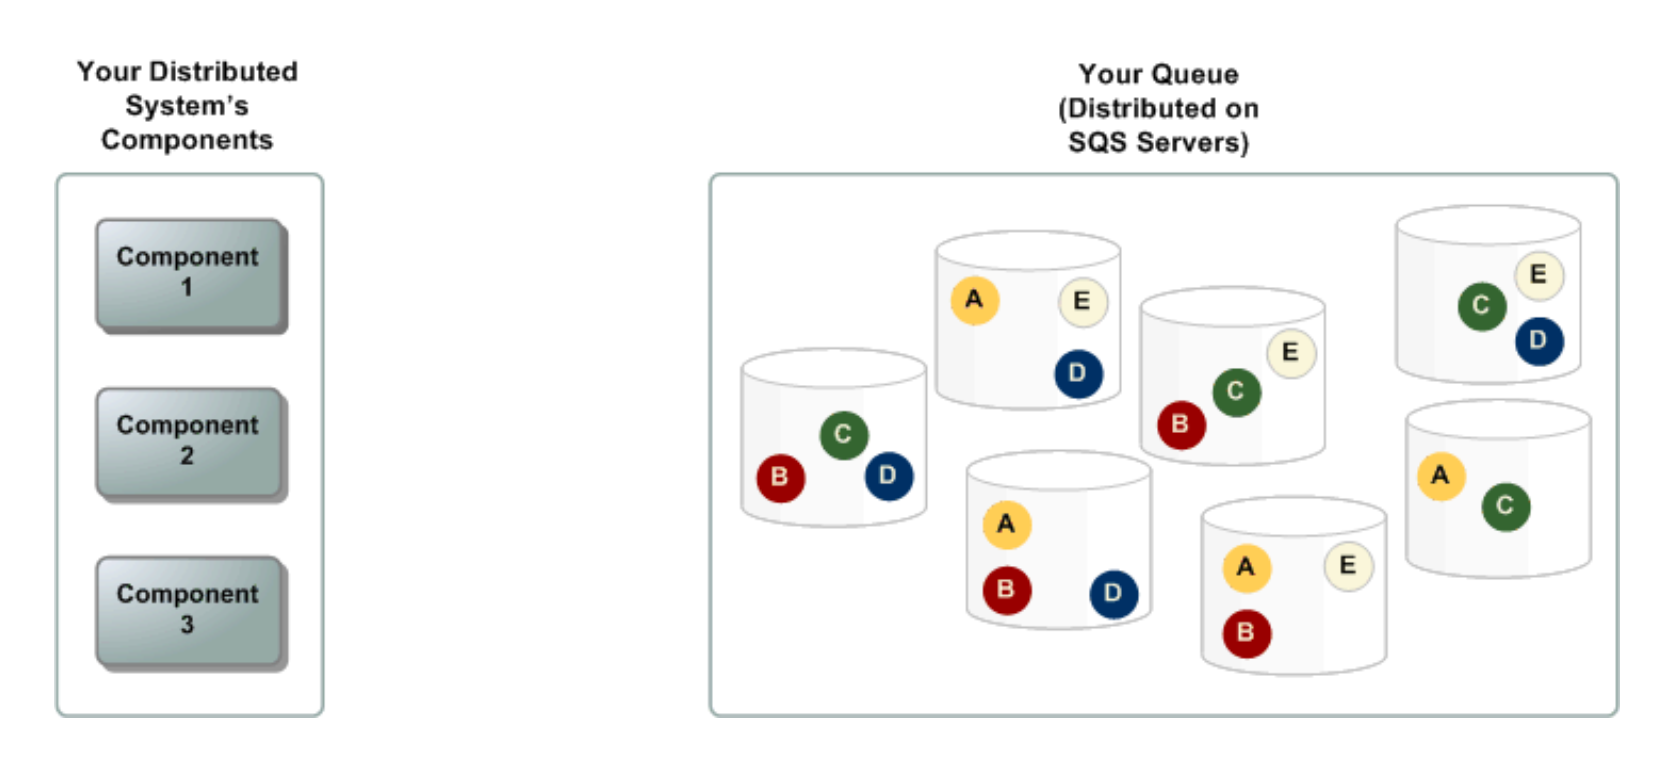 Your Distributed
System's
Components
Component
1
Component
2
Component
3
Your Queue
(Distributed on
SQS Servers)
B
C
D
A
E
D
B
C
E
C
E
D
A
B
D
A
E
B
A
C